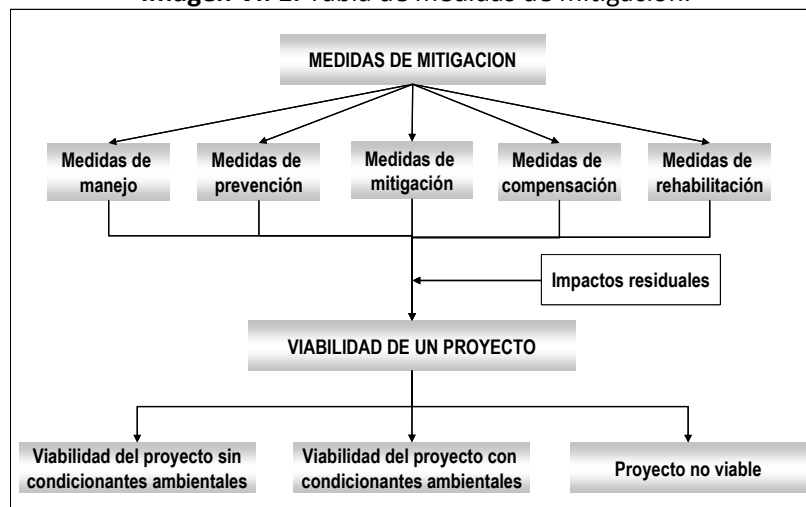 MEDIDAS DE MITIGACION
Medidas de
manejo
Medidas de
prevención
Medidas de
mitigación
Medidas de
compensación
Medidas de
rehabilitación
Impactos residuales
VIABILIDAD DE UN PROYECTO
Viabilidad del proyecto sin
condicionantes ambientales
Viabilidad del proyecto con
condicionantes ambientales
Proyecto no viable